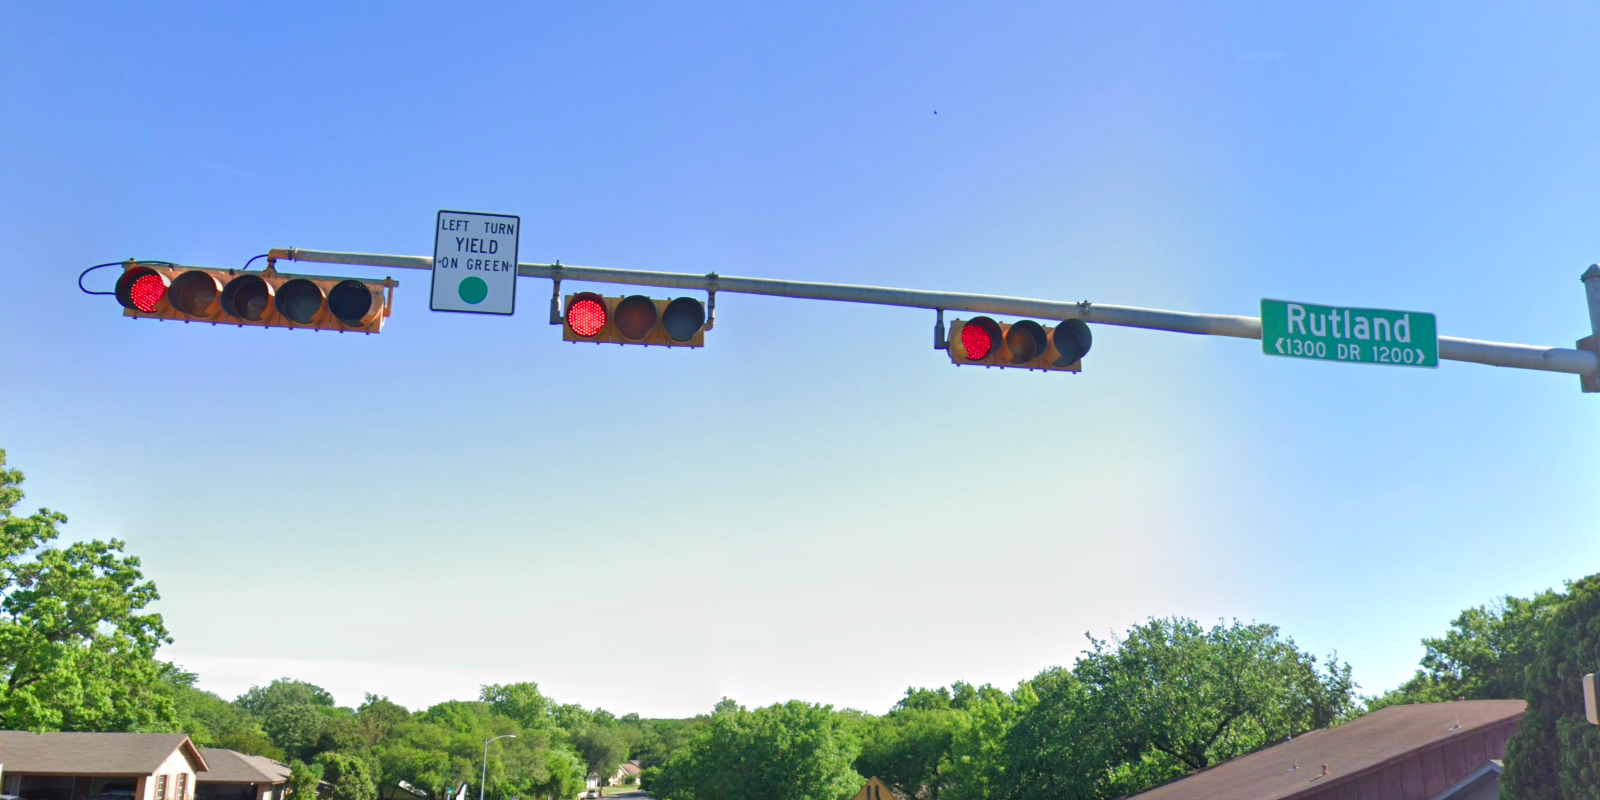 LEFT TURN
YIELD
ON GREEN
Rutland
<1300 DR 1200>